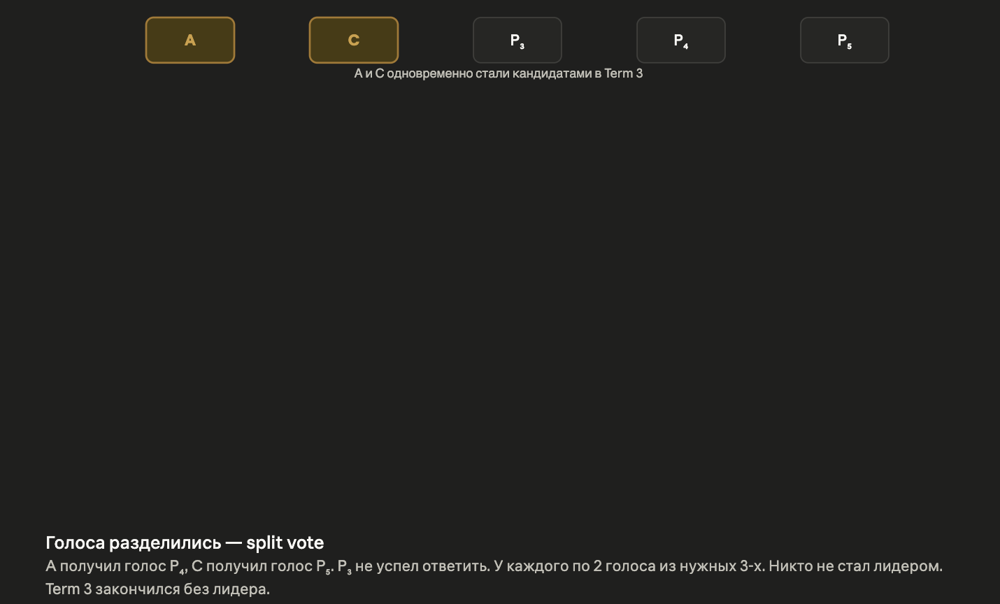 A
C
P₃
P₄
P₅
A и C одновременно стали кандидатами в Term 3
Голоса разделились — split vote
A получил голос P₄, C получил голос P₅. P₃ не успел ответить. У каждого по 2 голоса из нужных 3-х. Никто не стал лидером.
Term 3 закончился без лидера.